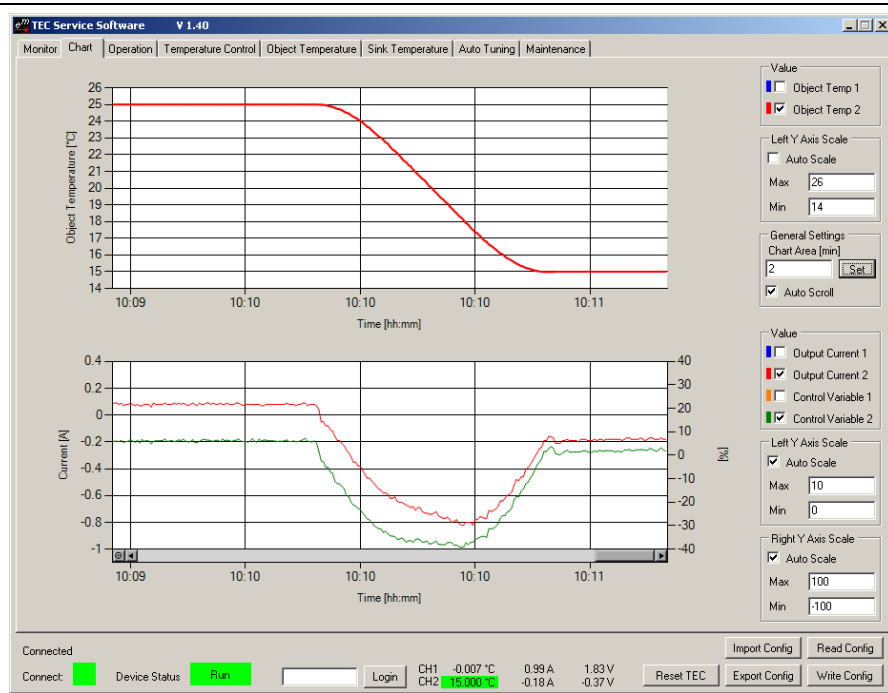 TEC Service Software V 1.40
Monitor Chart Operation Temperature Control Object Temperature Sink Temperature Auto Tuning Maintenance
Value
Object Temp 1
Object Temp 2
Left Y Axis Scale
Auto Scale
Max 26
Min 14
General Settings
Chart Area [min]
2 Set
Auto Scroll
Object Temperature [°C]
26
25
24
23
22
21
20
19
18
17
16
15
14
10:09 10:10 10:10 10:10 10:11
Time [hh:mm]
Value
Output Current 1
Output Current 2
Control Variable 1
Control Variable 2
Left Y Axis Scale
Auto Scale
Max 10
Min 0
Right Y Axis Scale
Auto Scale
Max 100
Min -100
Current [A]
0.4
0.2
0
-0.2
-0.4
-0.6
-0.8
-1
40
30
20
10
0
-10
-20
-30
-40
[%]
10:09 10:10 10:10 10:10 10:11
Time [hh:mm]
Connected
Connect: Device Status Run Login
CH1 -0.007 °C 0.99 A 1.83 V
CH2 15.000 °C -0.18 A -0.37 V
Reset TEC
Import Config Read Config
Export Config Write Config